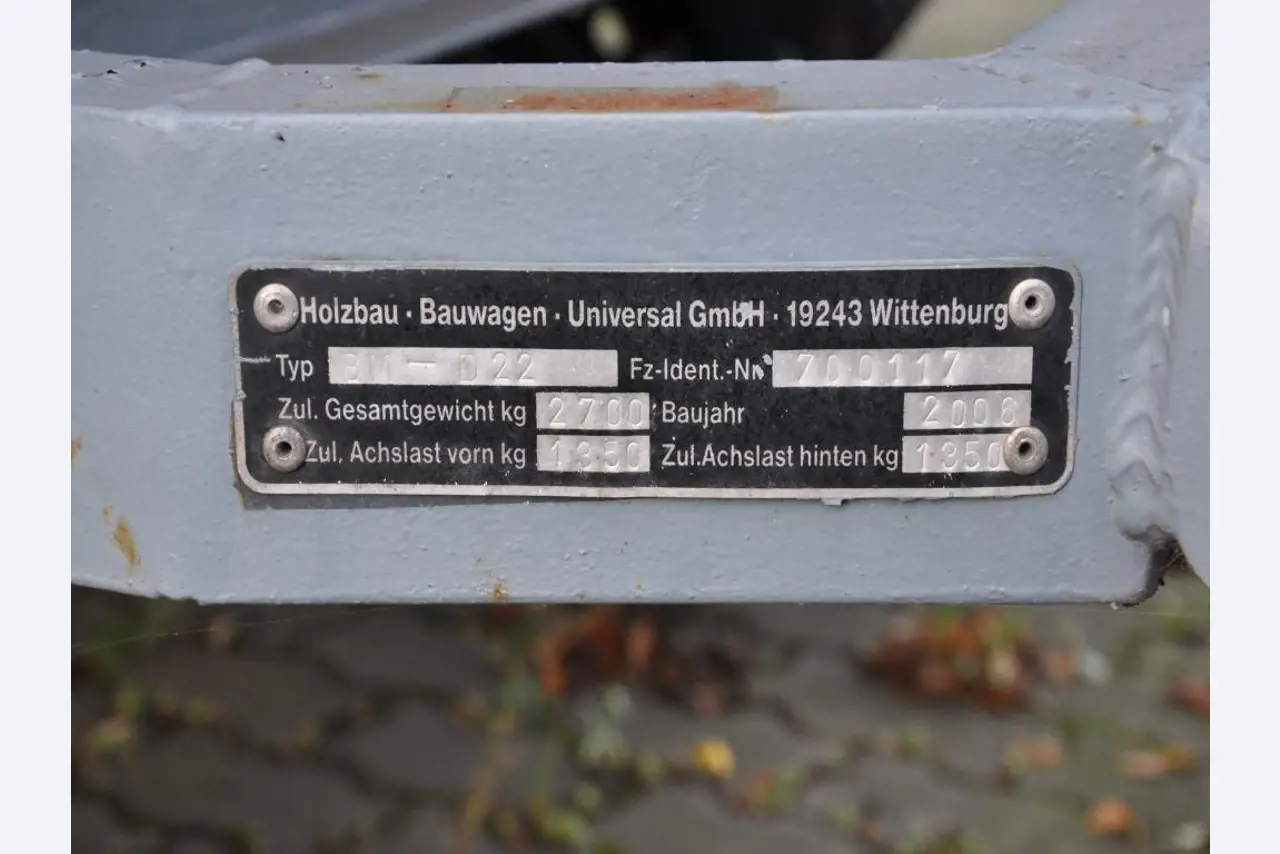 Holzbau · Bauwagen · Universal GmbH · 19243 Wittenburg
Typ BM - D22 Fz-Ident.-Nr. 700117
Zul. Gesamtgewicht kg 2700 Baujahr 2008
Zul. Achslast vorn kg 1350 Zul.Achslast hinten kg 1350